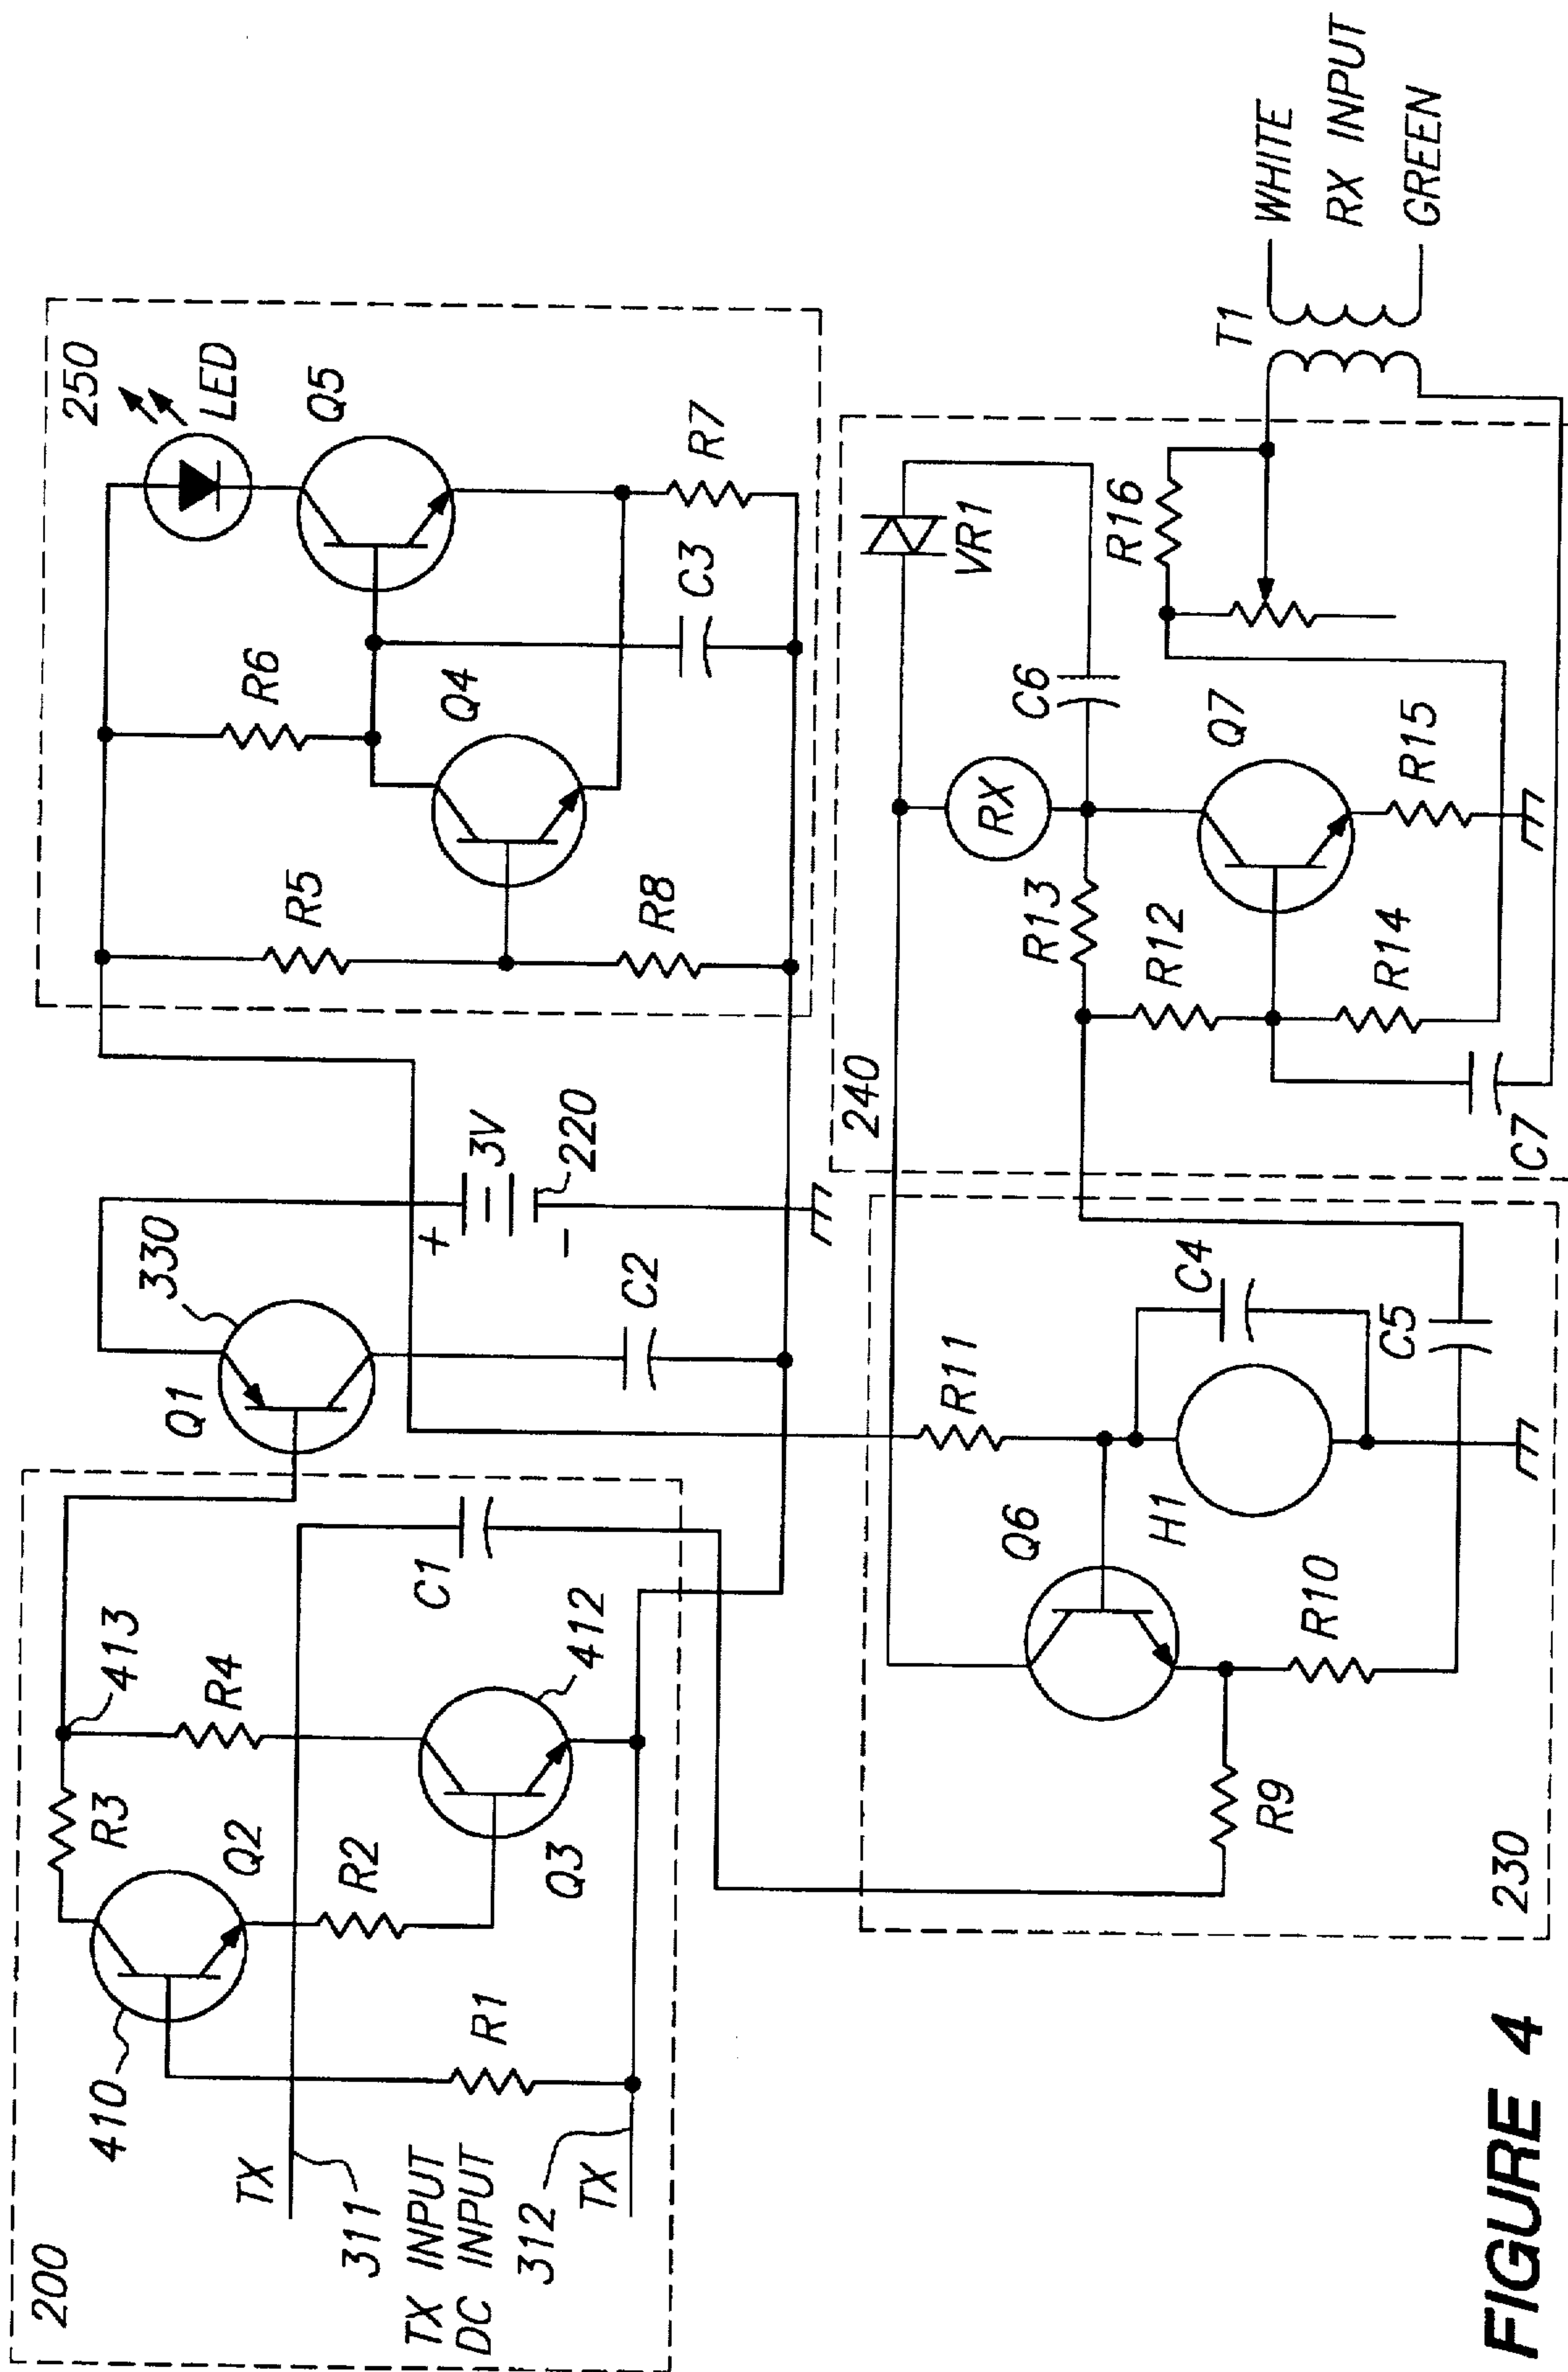 200
410
Q2
R3
413
R4
R2
R1
Q3
412
C1
TX
311
TX INPUT
DC INPUT
312
TX
Q1
330
+
3V
220
-
C2
250
LED
Q5
R6
R5
Q4
R8
C3
R7
230
Q6
R11
H1
C4
R9
R10
C5
240
VR1
RX
C6
R13
R12
R14
Q7
R15
R16
C7
T1
WHITE
RX INPUT
GREEN
FIGURE 4